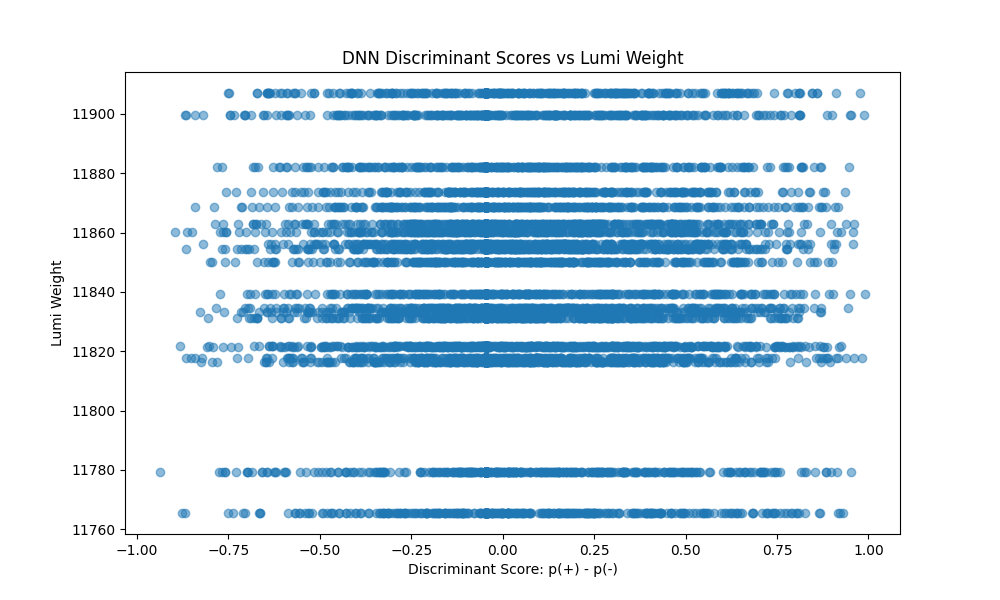 DNN Discriminant Scores vs Lumi Weight
Lumi Weight
11900
11880
11860
11840
11820
11800
11780
11760
−1.00 −0.75 −0.50 −0.25 0.00 0.25 0.50 0.75 1.00
Discriminant Score: p(+) - p(-)